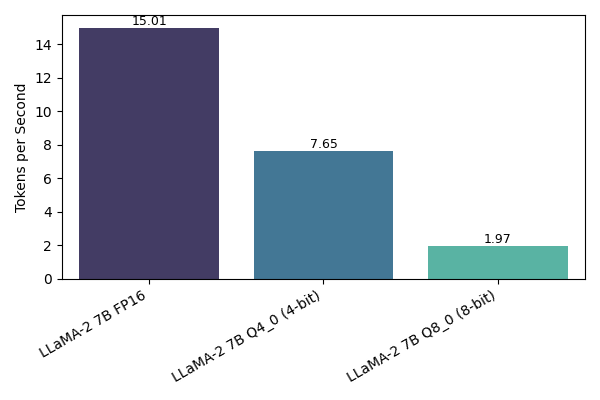 15.01
7.65
1.97
Tokens per Second
14
12
10
8
6
4
2
0
LLaMA-2 7B FP16
LLaMA-2 7B Q4_0 (4-bit)
LLaMA-2 7B Q8_0 (8-bit)